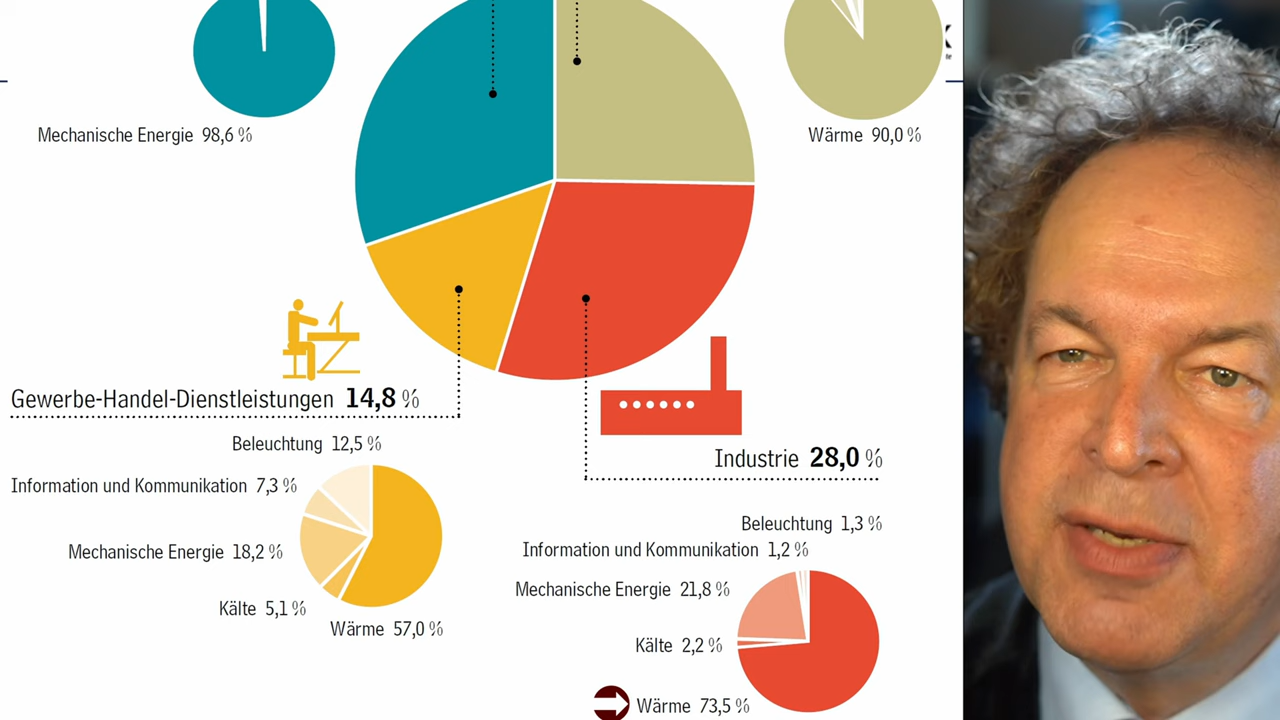 Mechanische Energie 98,6 %
Wärme 90,0 %
Gewerbe-Handel-Dienstleistungen 14,8 %
Beleuchtung 12,5 %
Information und Kommunikation 7,3 %
Mechanische Energie 18,2 %
Kälte 5,1 %
Wärme 57,0 %
Industrie 28,0 %
Beleuchtung 1,3 %
Information und Kommunikation 1,2 %
Mechanische Energie 21,8 %
Kälte 2,2 %
Wärme 73,5 %